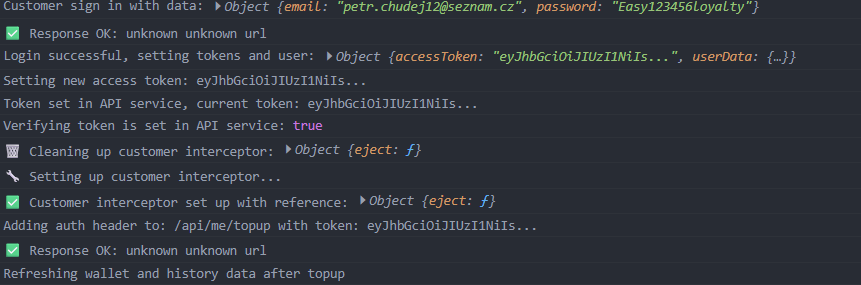 Customer sign in with data: ▶Object {email: "petr.chudej12@seznam.cz", password: "Easy123456loyalty"}
✅ Response OK: unknown unknown url
Login successful, setting tokens and user: ▶Object {accessToken: "eyJhbGciOiJIUzI1NiIs...", userData: {…}}
Setting new access token: eyJhbGciOiJIUzI1NiIs...
Token set in API service, current token: eyJhbGciOiJIUzI1NiIs...
Verifying token is set in API service: true
🗑️ Cleaning up customer interceptor: ▶Object {eject: ƒ}
🔧 Setting up customer interceptor...
✅ Customer interceptor set up with reference: ▶Object {eject: ƒ}
Adding auth header to: /api/me/topup with token: eyJhbGciOiJIUzI1NiIs...
✅ Response OK: unknown unknown url
Refreshing wallet and history data after topup